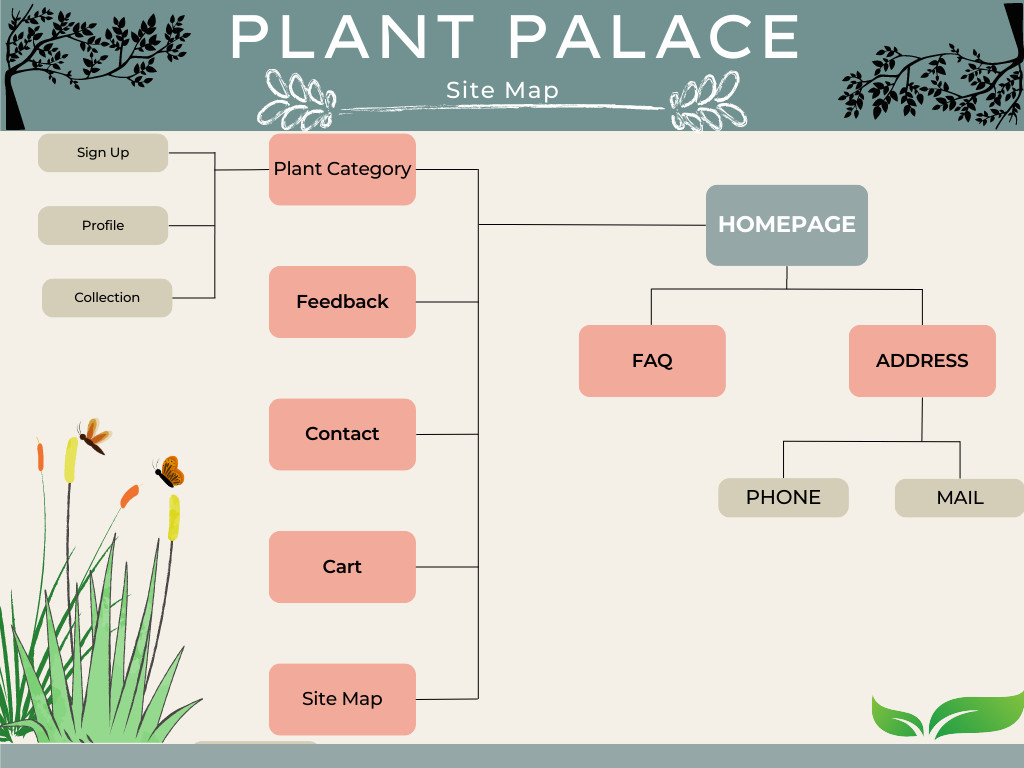 PLANT PALACE
Site Map
Sign Up
Plant Category
Profile
HOMEPAGE
Collection
Feedback
FAQ
ADDRESS
Contact
PHONE
MAIL
Cart
Site Map